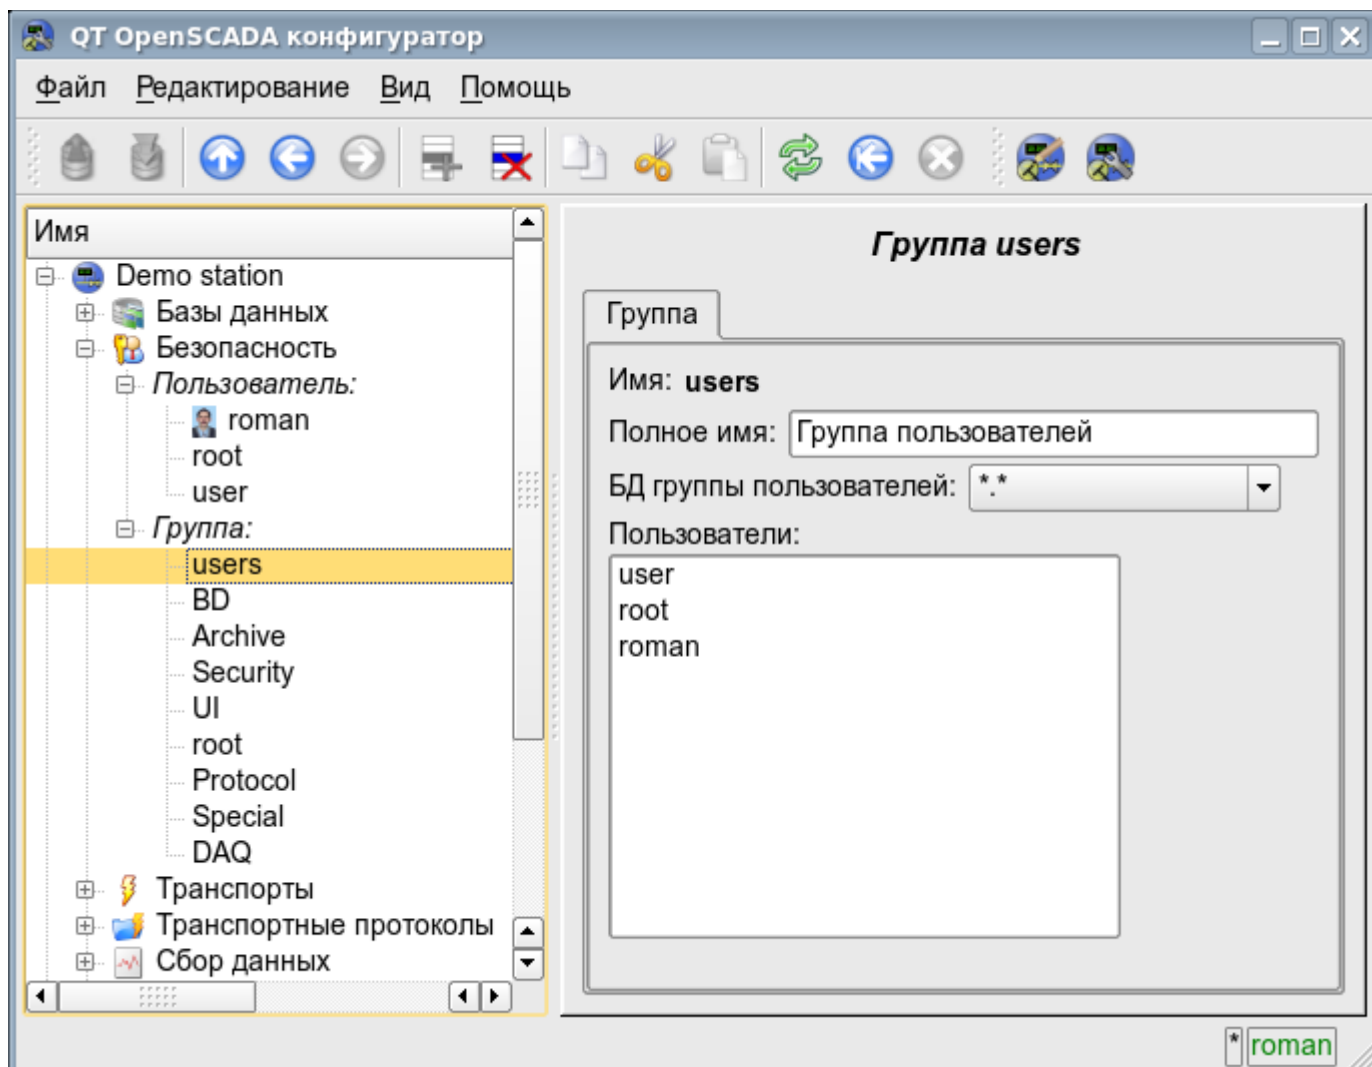 QT OpenSCADA конфигуратор
Файл Редактирование Вид Помощь
Имя
Demo station
Базы данных
Безопасность
Пользователь:
roman
root
user
Группа:
users
BD
Archive
Security
UI
root
Protocol
Special
DAQ
Транспорты
Транспортные протоколы
Сбор данных
Группа users
Группа
Имя: users
Полное имя: Группа пользователей
БД группы пользователей: *.*
Пользователи:
user
root
roman
* roman